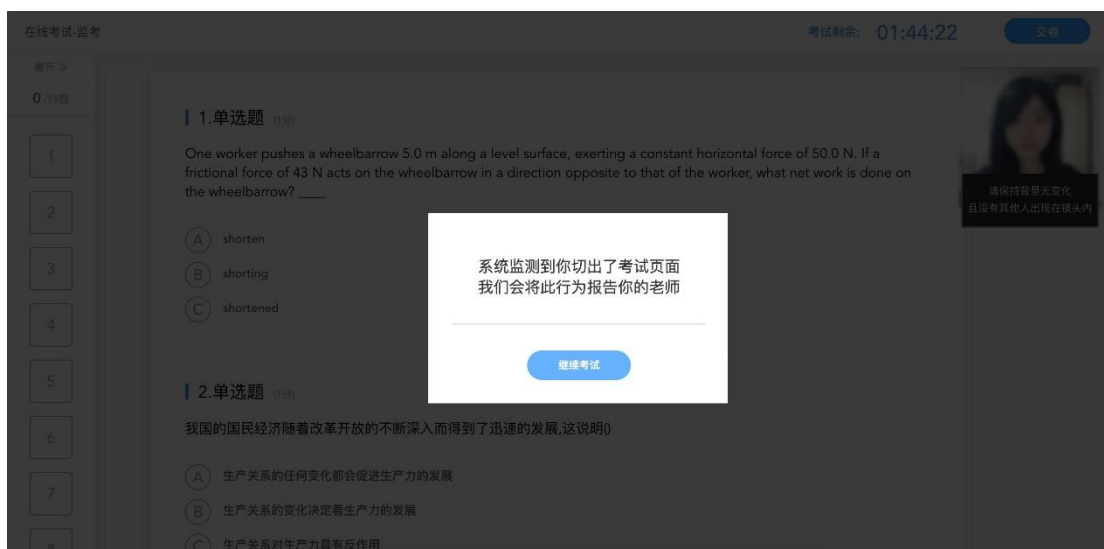 在线考试-监考
考试剩余: 01:44:22
交卷
展开 »
0 /19题
1
2
3
4
5
6
7
8
1.单选题 (1分)
One worker pushes a wheelbarrow 5.0 m along a level surface, exerting a constant horizontal force of 50.0 N. If a
frictional force of 43 N acts on the wheelbarrow in a direction opposite to that of the worker, what net work is done on
the wheelbarrow? ____
A shorten
B shorting
C shortened
2.单选题 (1分)
我国的国民经济随着改革开放的不断深入而得到了迅速的发展,这说明()
A 生产关系的任何变化都会促进生产力的发展
B 生产关系的变化决定着生产力的发展
C 生产关系对生产力具有反作用
请保持背景无变化
且没有其他人出现在镜头内
系统监测到你切出了考试页面
我们会将此行为报告你的老师
继续考试